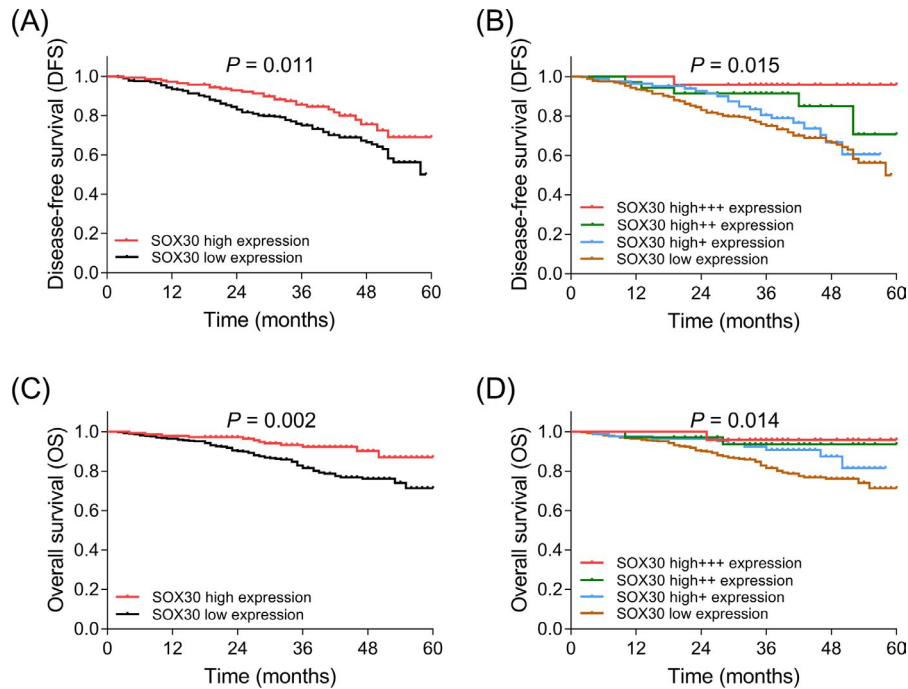 (A)
P = 0.011
Disease-free survival (DFS)
1.0
0.8
0.6
0.4
0.2
0.0
SOX30 high expression
SOX30 low expression
0 12 24 36 48 60
Time (months)
(B)
P = 0.015
Disease-free survival (DFS)
1.0
0.8
0.6
0.4
0.2
0.0
SOX30 high+++ expression
SOX30 high++ expression
SOX30 high+ expression
SOX30 low expression
0 12 24 36 48 60
Time (months)
(C)
P = 0.002
Overall survival (OS)
1.0
0.8
0.6
0.4
0.2
0.0
SOX30 high expression
SOX30 low expression
0 12 24 36 48 60
Time (months)
(D)
P = 0.014
Overall survival (OS)
1.0
0.8
0.6
0.4
0.2
0.0
SOX30 high+++ expression
SOX30 high++ expression
SOX30 high+ expression
SOX30 low expression
0 12 24 36 48 60
Time (months)